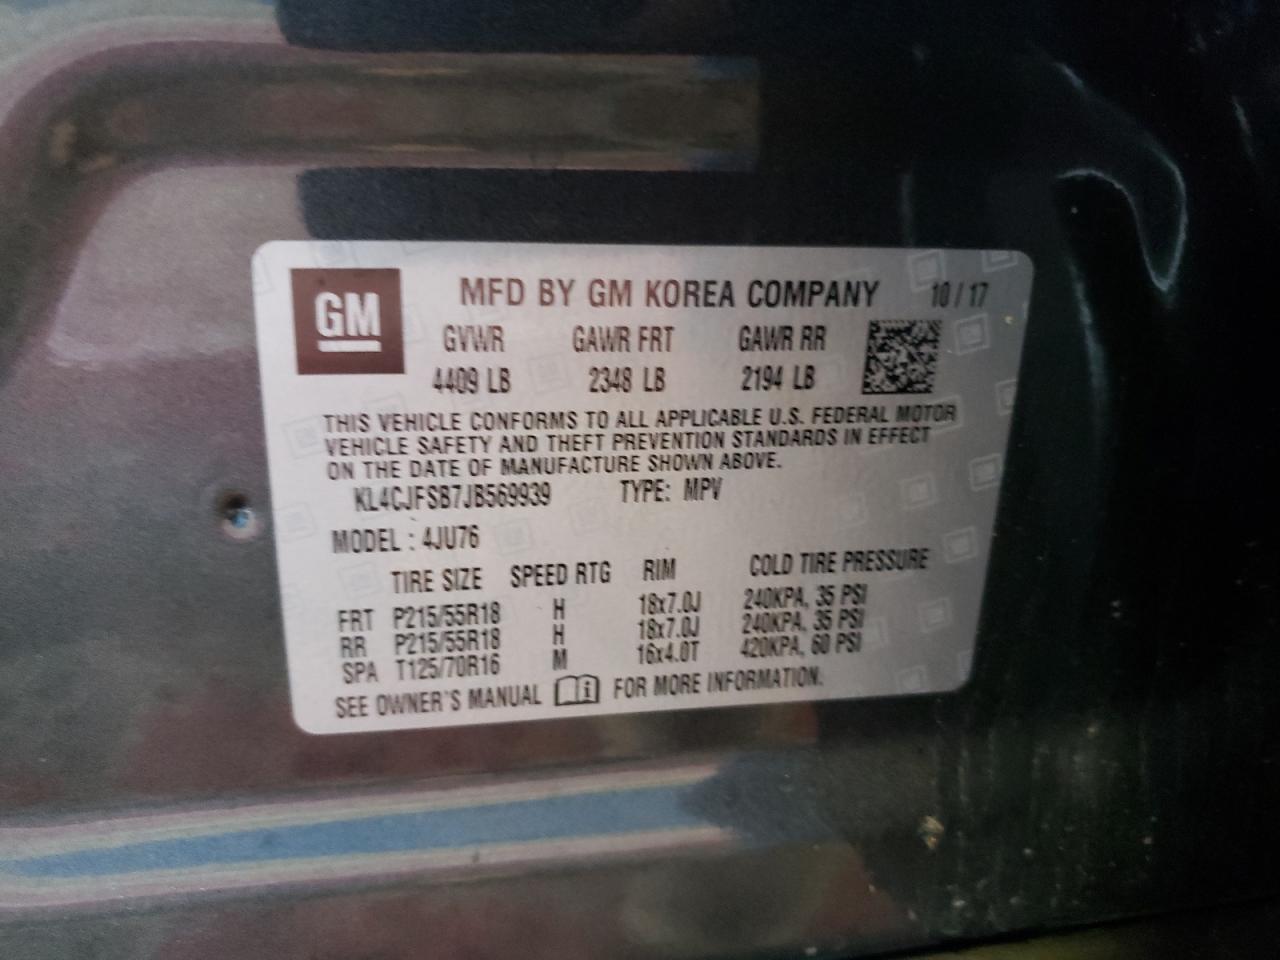 GM
MFD BY GM KOREA COMPANY 10 / 17
GVWR GAWR FRT GAWR RR
4409 LB 2348 LB 2194 LB
THIS VEHICLE CONFORMS TO ALL APPLICABLE U.S. FEDERAL MOTOR
VEHICLE SAFETY AND THEFT PREVENTION STANDARDS IN EFFECT
ON THE DATE OF MANUFACTURE SHOWN ABOVE.
KL4CJFSB7JB569939 TYPE: MPV
MODEL : 4JU76
TIRE SIZE SPEED RTG RIM COLD TIRE PRESSURE
FRT P215/55R18 H 18x7.0J 240KPA, 35 PSI
RR P215/55R18 H 18x7.0J 240KPA, 35 PSI
SPA T125/70R16 M 16x4.0T 420KPA, 60 PSI
SEE OWNER'S MANUAL FOR MORE INFORMATION.